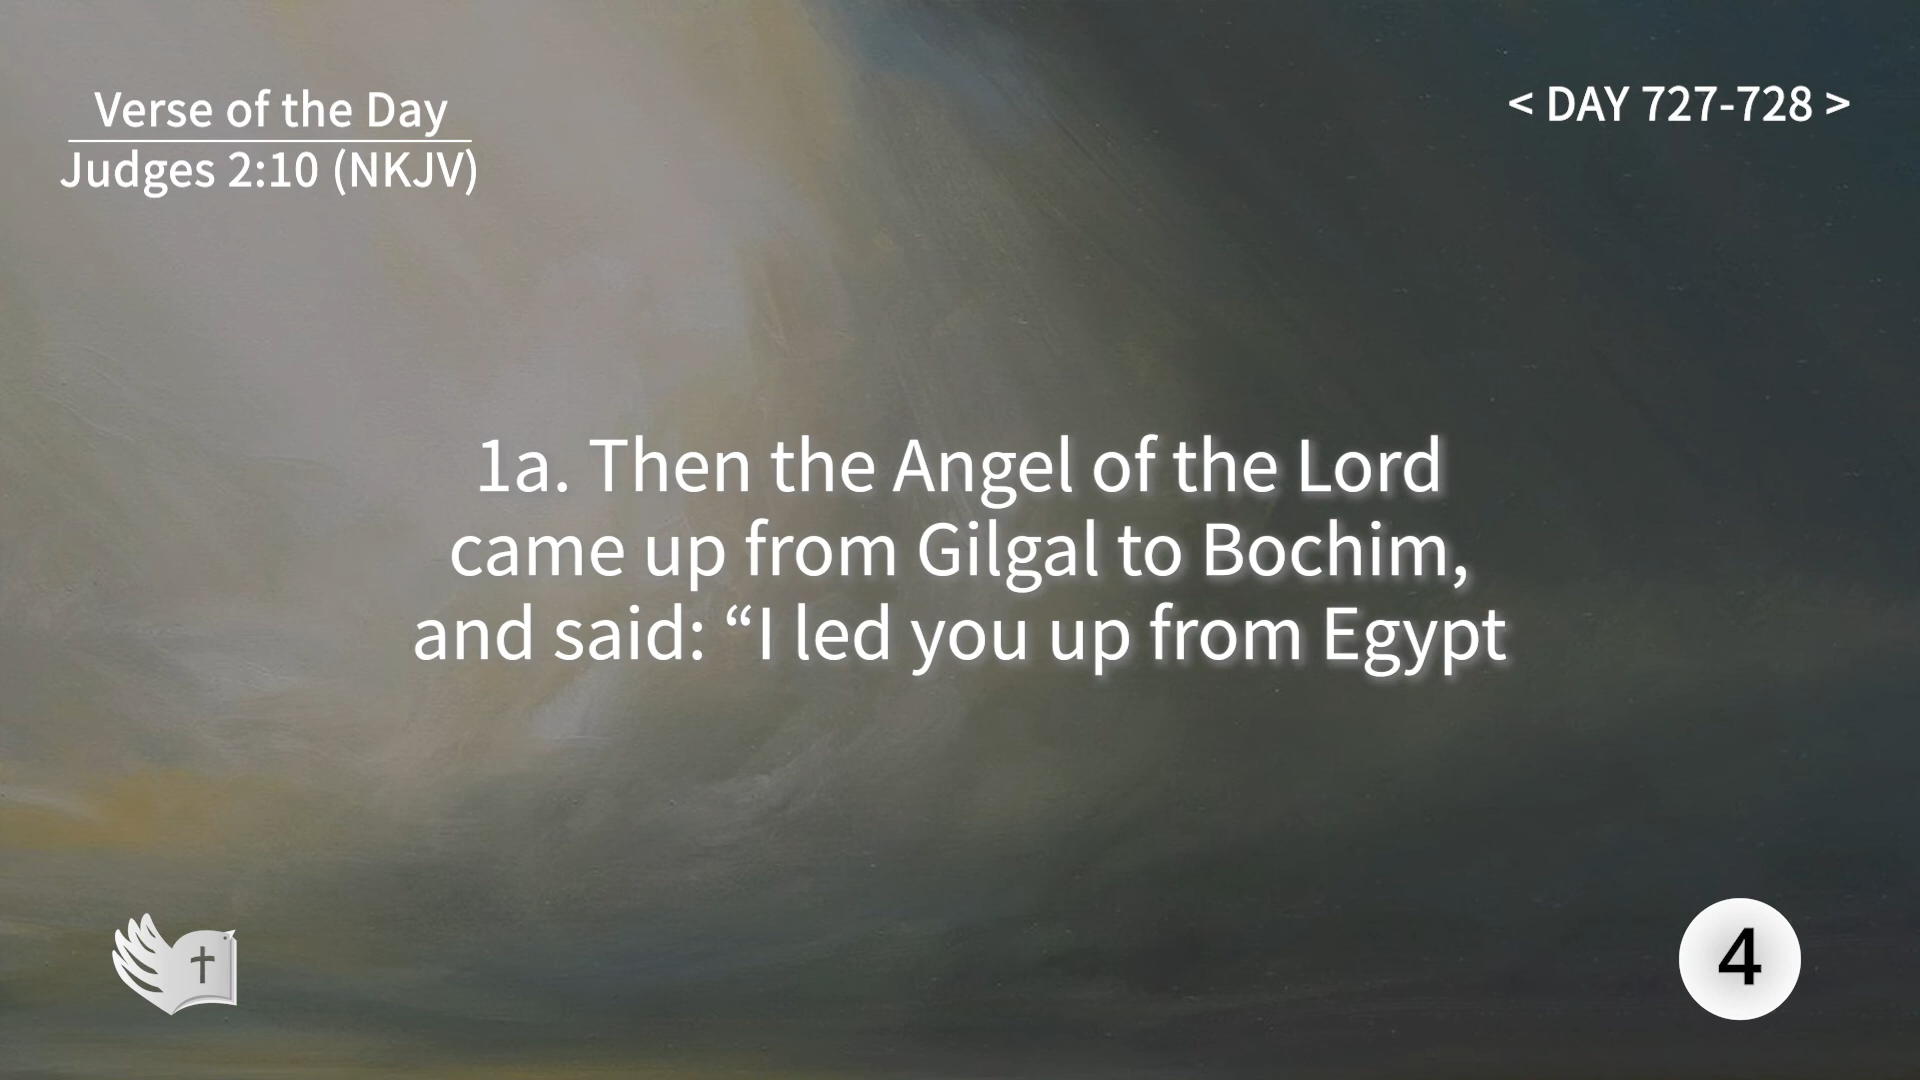 Verse of the Day
Judges 2:10 (NKJV)
< DAY 727-728 >
1a. Then the Angel of the Lord
came up from Gilgal to Bochim,
and said: “I led you up from Egypt
4